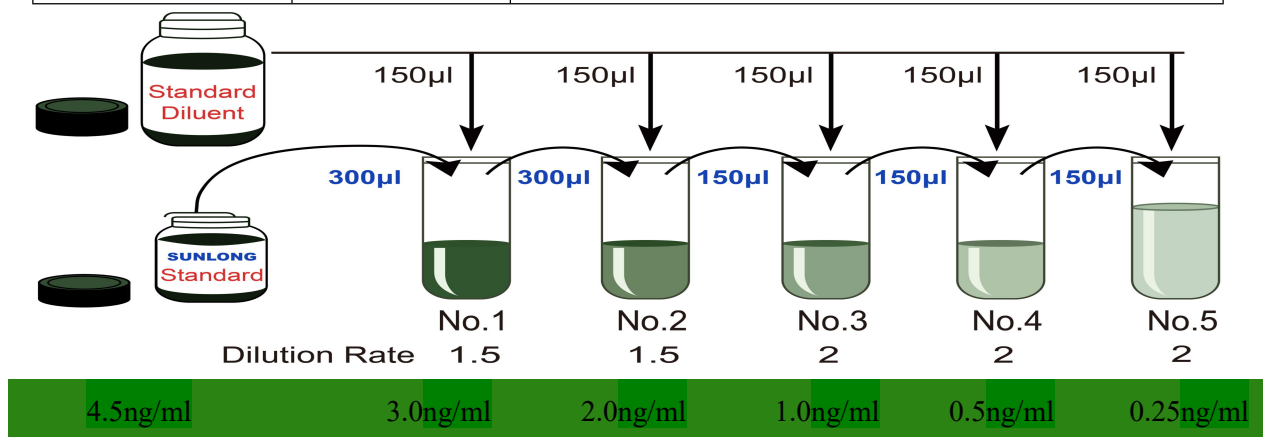 150µl 150µl 150µl 150µl 150µl
Standard
Diluent
300µl 300µl 150µl 150µl 150µl
SUNLONG
Standard
No.1 No.2 No.3 No.4 No.5
Dilution Rate 1.5 1.5 2 2 2
4.5ng/ml 3.0ng/ml 2.0ng/ml 1.0ng/ml 0.5ng/ml 0.25ng/ml